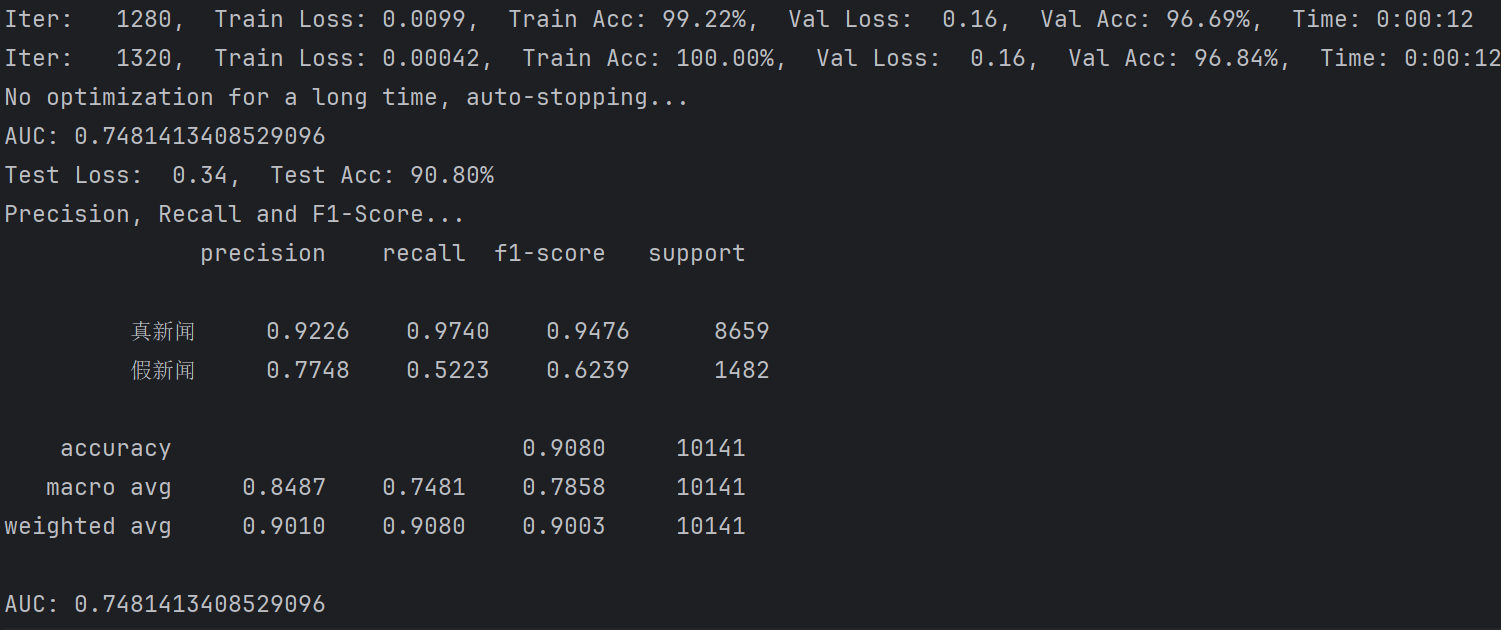 Iter:   1280,  Train Loss: 0.0099,  Train Acc: 99.22%,  Val Loss:  0.16,  Val Acc: 96.69%,  Time: 0:00:12
Iter:   1320,  Train Loss: 0.00042,  Train Acc: 100.00%,  Val Loss:  0.16,  Val Acc: 96.84%,  Time: 0:00:12
No optimization for a long time, auto-stopping...
AUC: 0.7481413408529096
Test Loss:  0.34,  Test Acc: 90.80%
Precision, Recall and F1-Score...
precision    recall  f1-score   support
真新闻     0.9226    0.9740    0.9476      8659
假新闻     0.7748    0.5223    0.6239      1482
accuracy                         0.9080     10141
macro avg     0.8487    0.7481    0.7858     10141
weighted avg     0.9010    0.9080    0.9003     10141
AUC: 0.7481413408529096